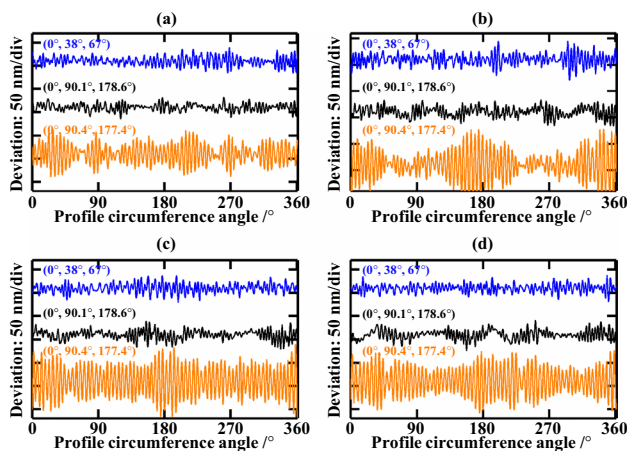 (a)
Deviation: 50 nm/div
(0°, 38°, 67°)
(0°, 90.1°, 178.6°)
(0°, 90.4°, 177.4°)
0 90 180 270 360
Profile circumference angle /°
(b)
Deviation: 50 nm/div
(0°, 38°, 67°)
(0°, 90.1°, 178.6°)
(0°, 90.4°, 177.4°)
0 90 180 270 360
Profile circumference angle /°
(c)
Deviation: 50 nm/div
(0°, 38°, 67°)
(0°, 90.1°, 178.6°)
(0°, 90.4°, 177.4°)
0 90 180 270 360
Profile circumference angle /°
(d)
Deviation: 50 nm/div
(0°, 38°, 67°)
(0°, 90.1°, 178.6°)
(0°, 90.4°, 177.4°)
0 90 180 270 360
Profile circumference angle /°